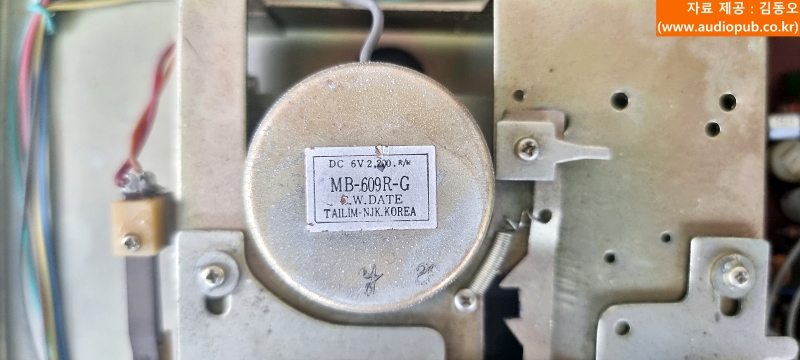 자료 제공 : 김동오
(www.audiopub.co.kr)
DC 6V 2,200. R/M
MB-609R-G
C.W. DATE
TAILIM-NJK.KOREA